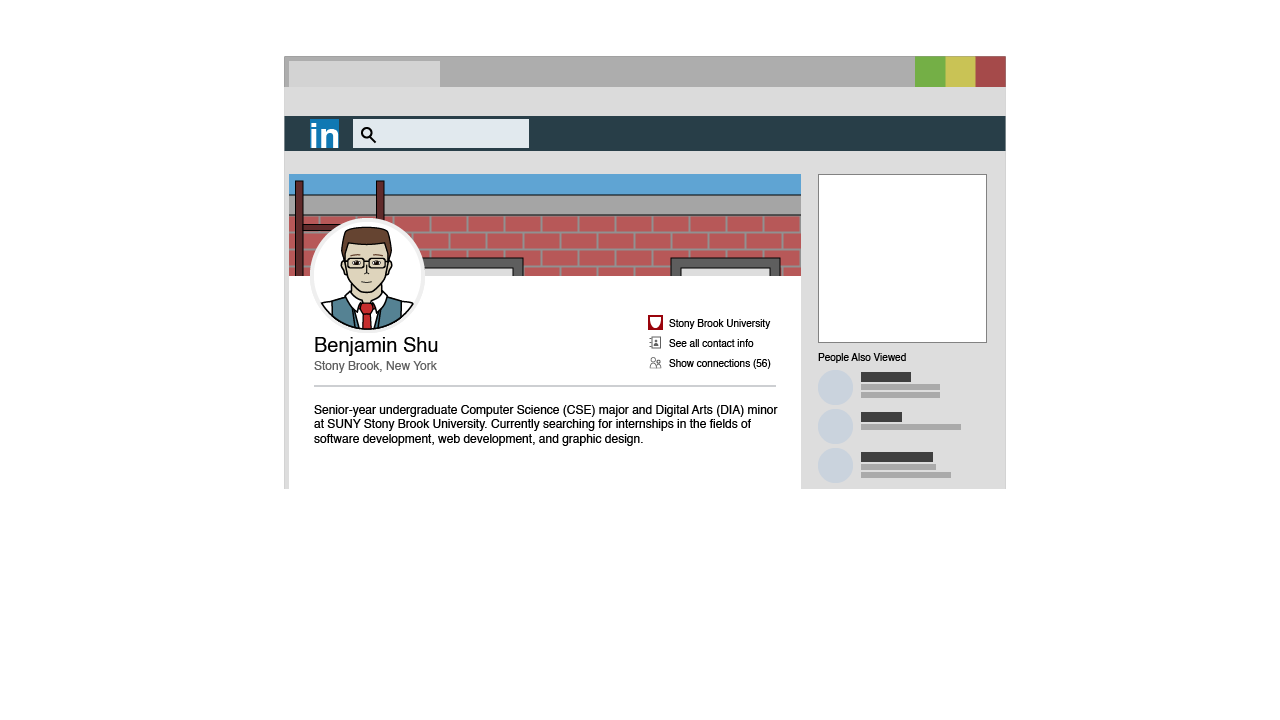 in
Benjamin Shu
Stony Brook, New York
Stony Brook University
See all contact info
Show connections (56)
Senior-year undergraduate Computer Science (CSE) major and Digital Arts (DIA) minor
at SUNY Stony Brook University. Currently searching for internships in the fields of
software development, web development, and graphic design.
People Also Viewed